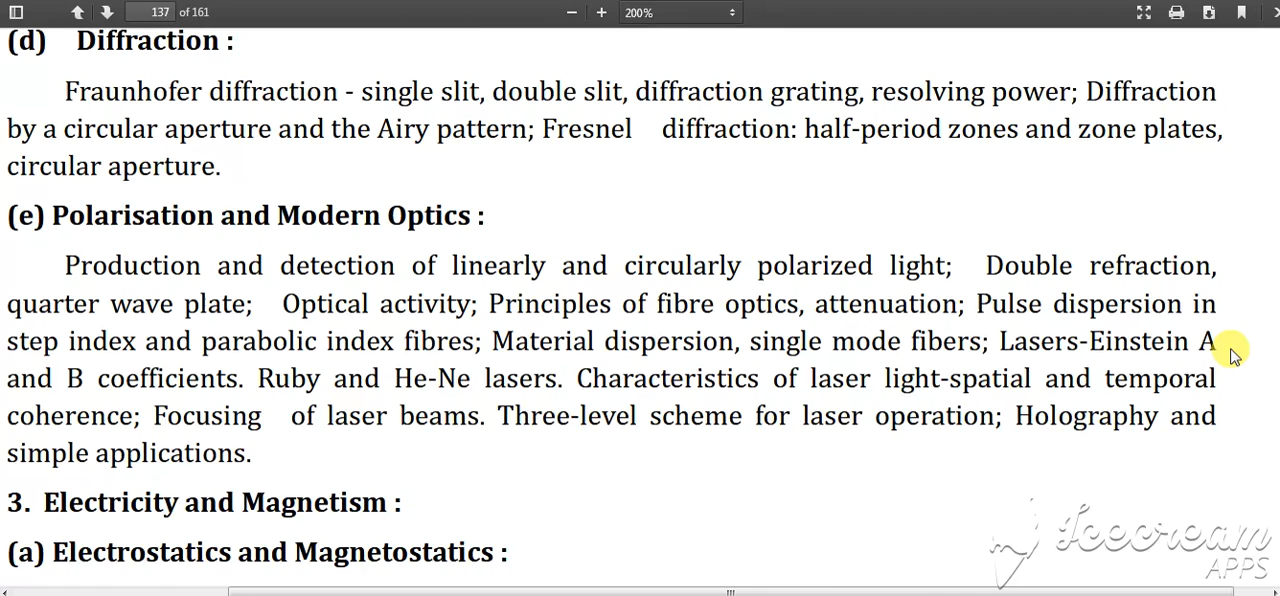 137 of 161
200%
(d) Diffraction :
Fraunhofer diffraction - single slit, double slit, diffraction grating, resolving power; Diffraction
by a circular aperture and the Airy pattern; Fresnel diffraction: half-period zones and zone plates,
circular aperture.
(e) Polarisation and Modern Optics :
Production and detection of linearly and circularly polarized light; Double refraction,
quarter wave plate; Optical activity; Principles of fibre optics, attenuation; Pulse dispersion in
step index and parabolic index fibres; Material dispersion, single mode fibers; Lasers-Einstein A
and B coefficients. Ruby and He-Ne lasers. Characteristics of laser light-spatial and temporal
coherence; Focusing of laser beams. Three-level scheme for laser operation; Holography and
simple applications.
3. Electricity and Magnetism :
(a) Electrostatics and Magnetostatics :
Icecream
APPS